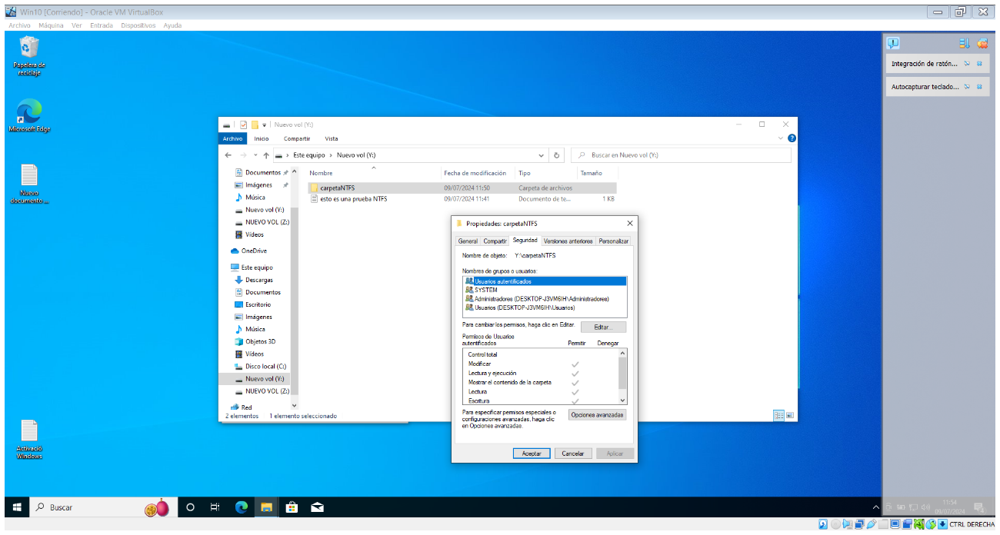 Win10 [Corriendo] - Oracle VM VirtualBox
Archivo Máquina Ver Entrada Dispositivos Ayuda
Papelera de
reciclaje
Microsoft Edge
Nuevo
documento ...
Activació
Windows
Integración de ratón...
Autocapturar teclado...
Nuevo vol (Y:)
Archivo Inicio Compartir Vista
Este equipo > Nuevo vol (Y:)
Buscar en Nuevo vol (Y:)
Documentos
Imágenes
Música
Nuevo vol (Y:)
NUEVO VOL (Z:)
Vídeos
OneDrive
Este equipo
Descargas
Documentos
Escritorio
Imágenes
Música
Objetos 3D
Vídeos
Disco local (C:)
Nuevo vol (Y:)
NUEVO VOL (Z:)
Red
Nombre Fecha de modificación Tipo Tamaño
carpetaNTFS 09/07/2024 11:50 Carpeta de archivos
esto es una prueba NTFS 09/07/2024 11:41 Documento de te... 1 KB
2 elementos 1 elemento seleccionado
Propiedades: carpetaNTFS
General Compartir Seguridad Versiones anteriores Personalizar
Nombre de objeto: Y:\carpetaNTFS
Nombres de grupos o usuarios:
Usuarios autentificados
SYSTEM
Administradores (DESKTOP-J3VM6IH\Administradores)
Usuarios (DESKTOP-J3VM6IH\Usuarios)
Para cambiar los permisos, haga clic en Editar. Editar...
Permisos de Usuarios
autentificados Permitir Denegar
Control total
Modificar
Lectura y ejecución
Mostrar el contenido de la carpeta
Lectura
Escritura
Para especificar permisos especiales o
configuraciones avanzadas, haga clic
en Opciones avanzadas.
Opciones avanzadas
Aceptar Cancelar Aplicar
Buscar
11:54
09/07/2024
CTRL DERECHA